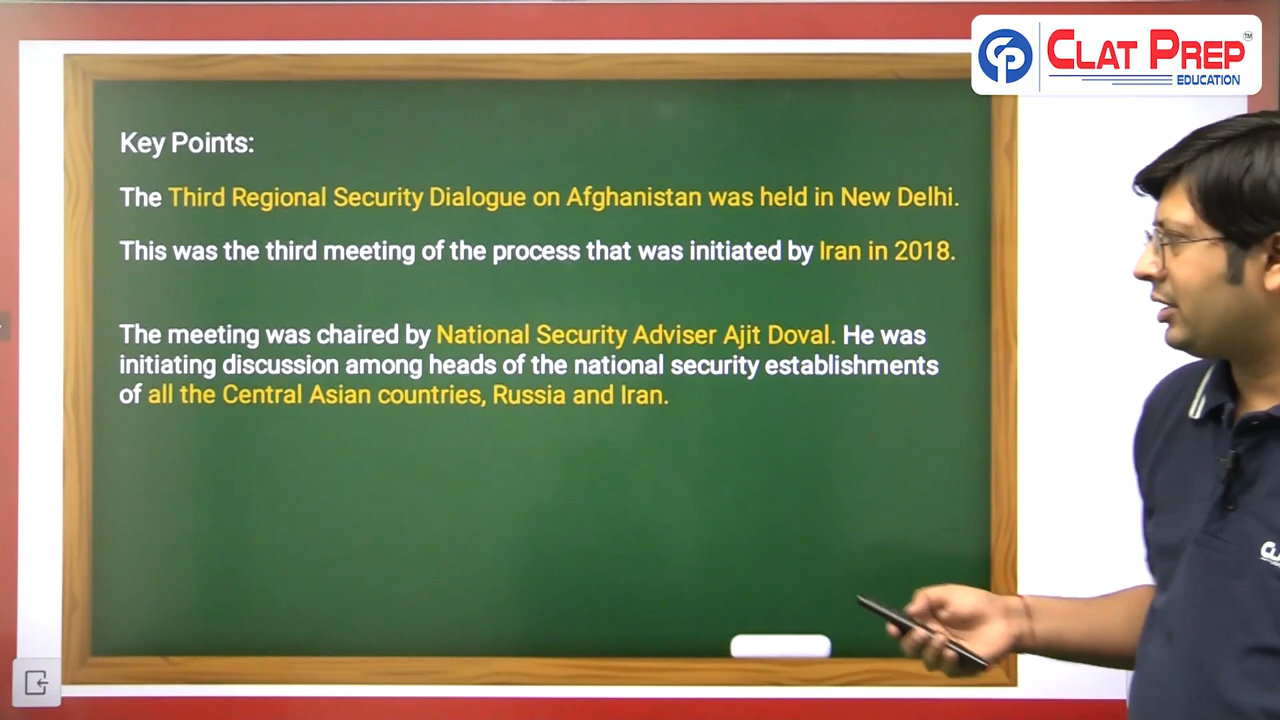 CLAT PREP™
EDUCATION
Key Points:
The Third Regional Security Dialogue on Afghanistan was held in New Delhi.
This was the third meeting of the process that was initiated by Iran in 2018.
The meeting was chaired by National Security Adviser Ajit Doval. He was
initiating discussion among heads of the national security establishments
of all the Central Asian countries, Russia and Iran.